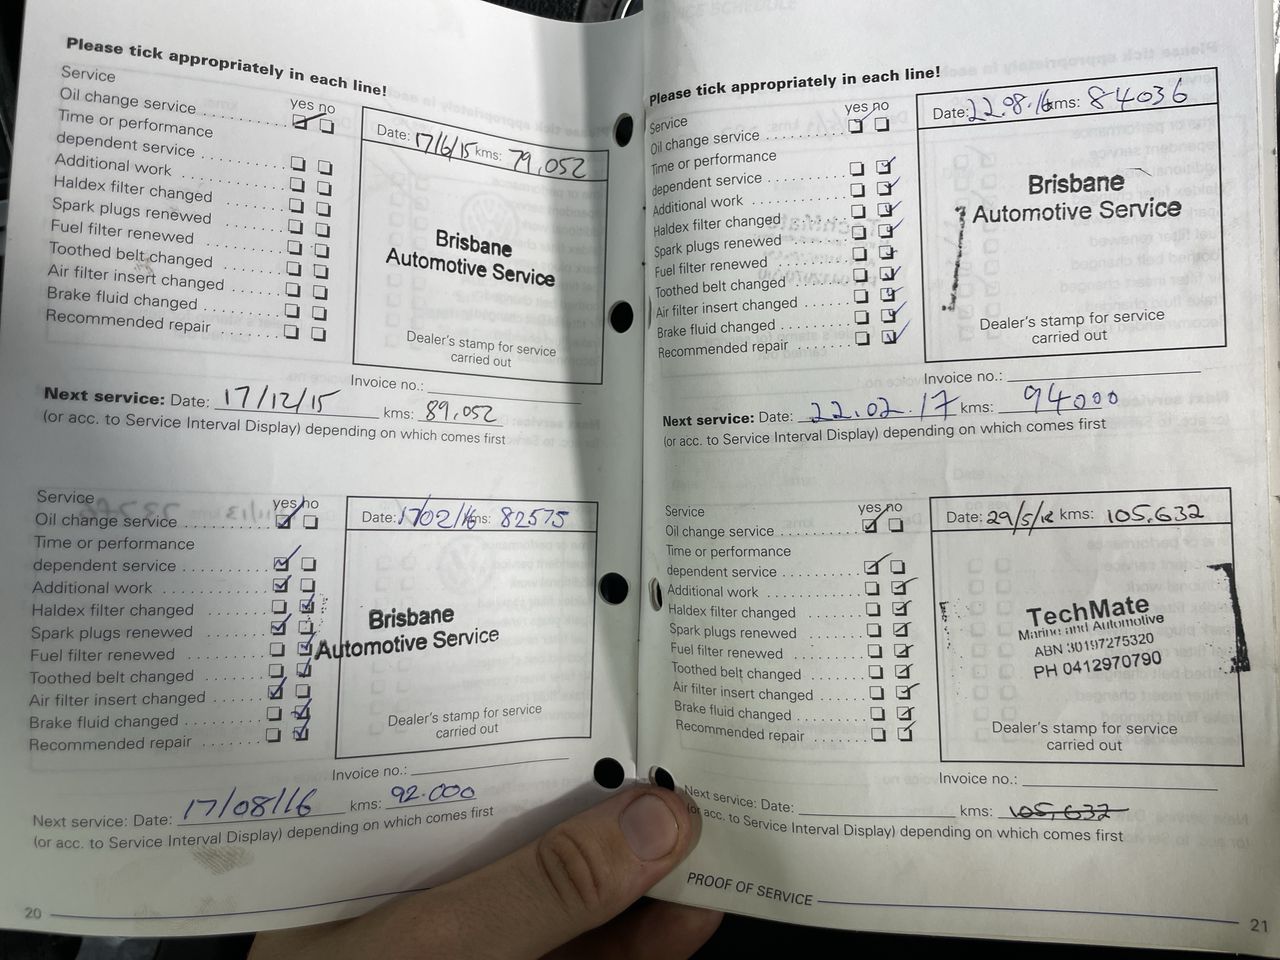 Please tick appropriately in each line!
Service
yes no
Oil change service
Time or performance
dependent service
Additional work
Haldex filter changed
Spark plugs renewed
Fuel filter renewed
Toothed belt changed
Air filter insert changed
Brake fluid changed
Recommended repair
Date: 17/6/15 kms: 79,052
Brisbane
Automotive Service
Dealer's stamp for service
carried out
Invoice no.:
Next service: Date: 17/12/15 kms: 89,052
(or acc. to Service Interval Display) depending on which comes first
Service
yes no
Oil change service
Time or performance
dependent service
Additional work
Haldex filter changed
Spark plugs renewed
Fuel filter renewed
Toothed belt changed
Air filter insert changed
Brake fluid changed
Recommended repair
Date: 17/02/16 kms: 82575
Brisbane
Automotive Service
Dealer's stamp for service
carried out
Invoice no.:
Next service: Date: 17/08/16 kms: 92.000
(or acc. to Service Interval Display) depending on which comes first
20
Please tick appropriately in each line!
Service
yes no
Oil change service
Time or performance
dependent service
Additional work
Haldex filter changed
Spark plugs renewed
Fuel filter renewed
Toothed belt changed
Air filter insert changed
Brake fluid changed
Recommended repair
Date: 22.08.16 kms: 84036
Brisbane
Automotive Service
Dealer's stamp for service
carried out
Invoice no.:
Next service: Date: 22.02.17 kms: 94000
(or acc. to Service Interval Display) depending on which comes first
Service
yes no
Oil change service
Time or performance
dependent service
Additional work
Haldex filter changed
Spark plugs renewed
Fuel filter renewed
Toothed belt changed
Air filter insert changed
Brake fluid changed
Recommended repair
Date: 29/5/18 kms: 105,632
TechMate
Marine and Automotive
ABN 30197275320
PH 0412970790
Dealer's stamp for service
carried out
Invoice no.:
Next service: Date: kms: 105,632
(or acc. to Service Interval Display) depending on which comes first
PROOF OF SERVICE
21